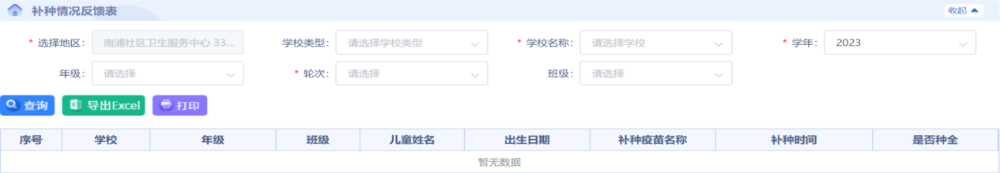 补种情况反馈表 收起
* 选择地区: 南浦社区卫生服务中心 33... 学校类型: 请选择学校类型 * 学校名称: 请选择学校 * 学年: 2023
年级: 请选择 * 轮次: 请选择 班级: 请选择
查询 导出Excel 打印
序号 学校 年级 班级 儿童姓名 出生日期 补种疫苗名称 补种时间 是否种全
暂无数据